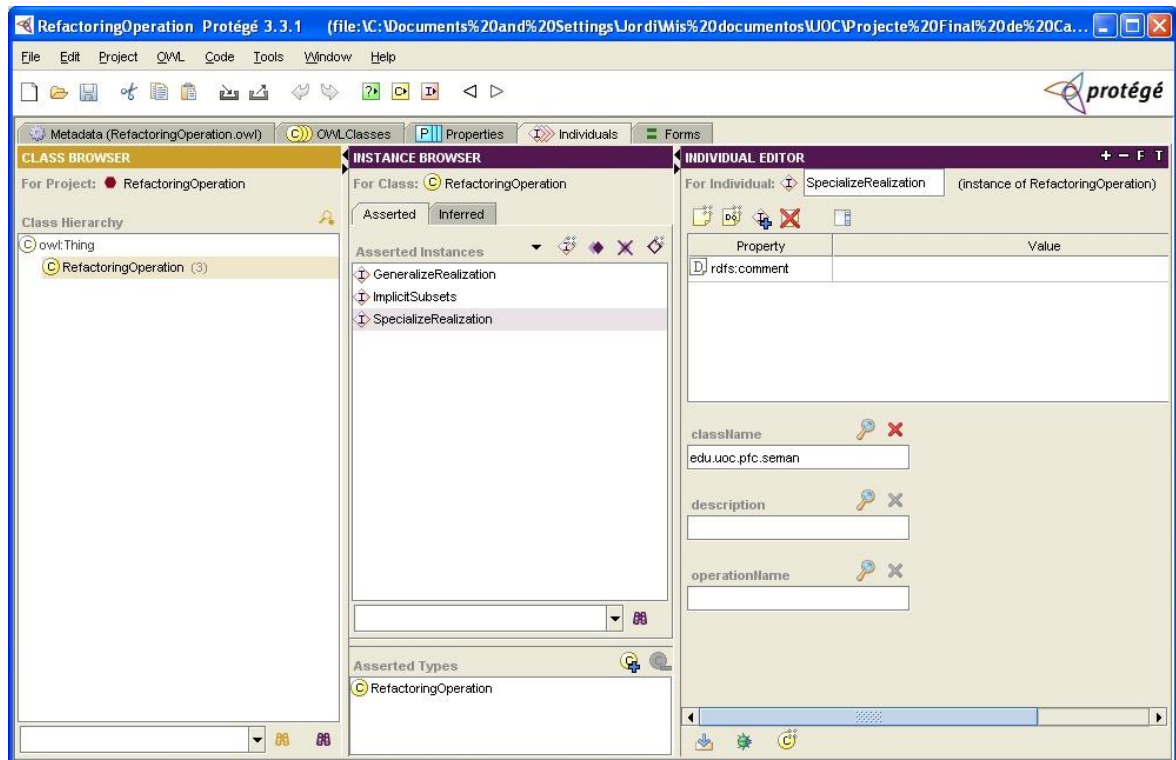 RefactoringOperation Protégé 3.3.1 (file:\C:\Documents%20and%20Settings\Jordi\Mis%20documentos\UOC\Projecte%20Final%20de%20Ca...
File Edit Project OWL Code Tools Window Help
protégé
Metadata (RefactoringOperation.owl) OWLClasses Properties Individuals Forms
CLASS BROWSER
For Project: RefactoringOperation
Class Hierarchy
owl:Thing
RefactoringOperation (3)
INSTANCE BROWSER
For Class: RefactoringOperation
Asserted Inferred
Asserted Instances
GeneralizeRealization
ImplicitSubsets
SpecializeRealization
Asserted Types
RefactoringOperation
INDIVIDUAL EDITOR
+ − F T
For Individual: SpecializeRealization (instance of RefactoringOperation)
Property Value
rdfs:comment
className
edu.uoc.pfc.seman
description
operationName